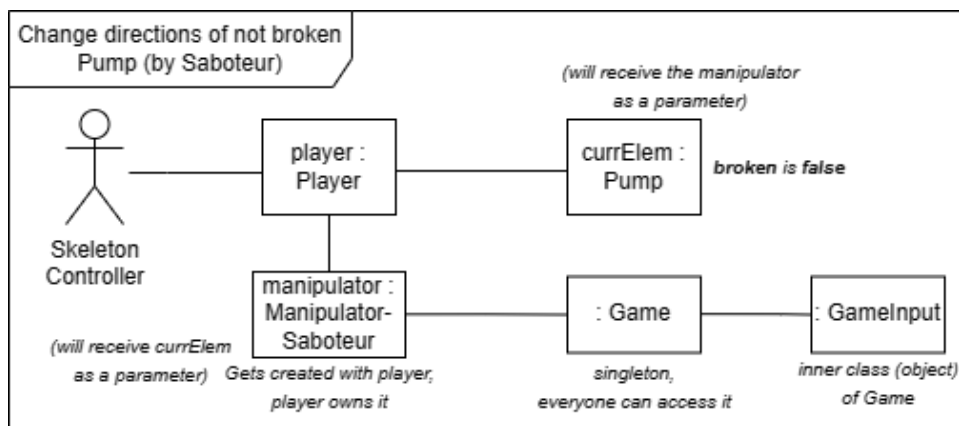 Change directions of not broken
Pump (by Saboteur)
(will receive the manipulator
as a parameter)
player :
Player
currElem :
Pump
broken is false
Skeleton
Controller
manipulator :
Manipulator-
Saboteur
: Game
: GameInput
(will receive currElem
as a parameter)
Gets created with player,
player owns it
singleton,
everyone can access it
inner class (object)
of Game